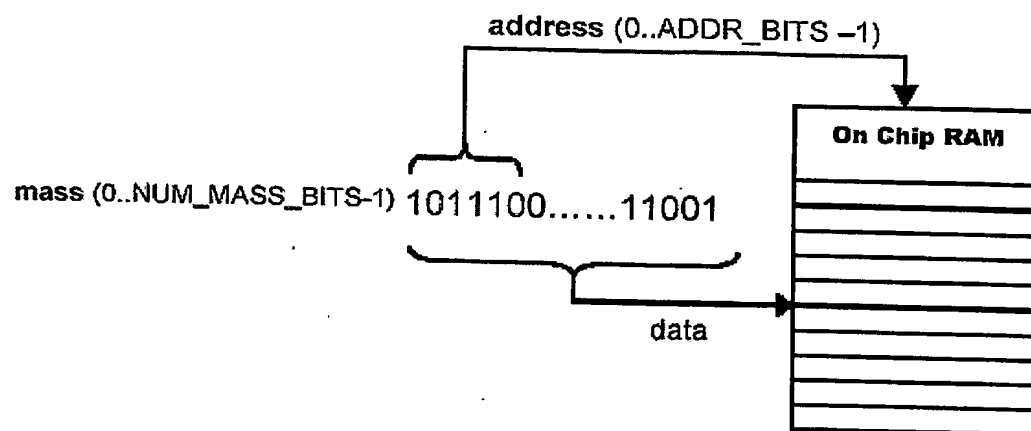 address (0..ADDR_BITS –1)
On Chip RAM
mass (0..NUM_MASS_BITS-1) 1011100......11001
data